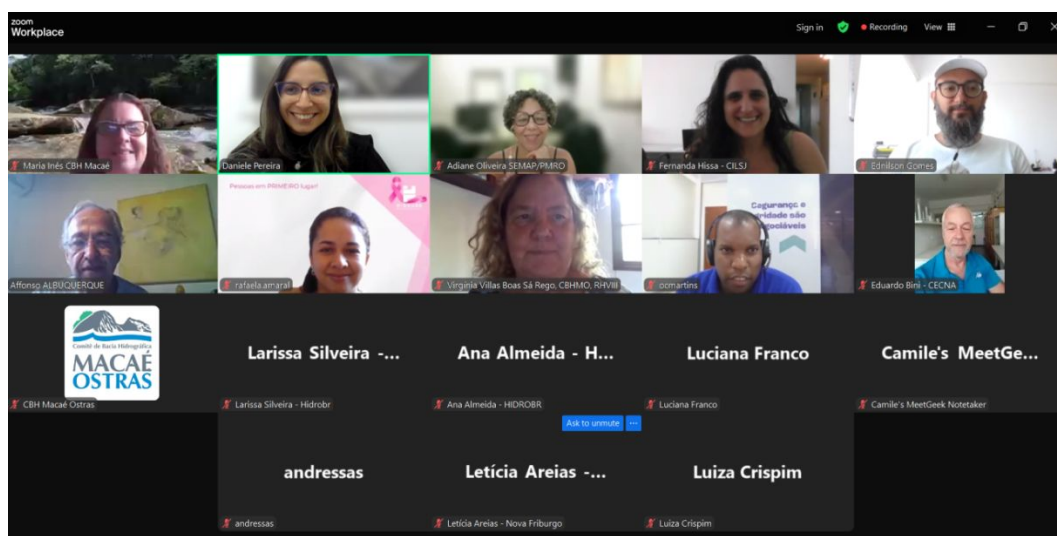 zoom
Workplace
Sign in
Recording
View
Maria Inês CBH Macaé
Daniele Pereira
Adiane Oliveira SEMAP/PMRO
Fernanda Hissa - CILSJ
Ednilson Gomes
Pessoas em PRIMEIRO lugar!
Affonso ALBUQUERQUE
rafaela.amaral
Virginia Villas Boas Sá Rego, CBHMO, RHVIII
ocmartins
Eduardo Bini - CECNA
Comitê de Bacia Hidrográfica
MACAÉ
OSTRAS
Larissa Silveira -...
Ana Almeida - H...
Luciana Franco
Camile's MeetGe...
CBH Macaé Ostras
Larissa Silveira - Hidrobr
Ana Almeida - HIDROBR
Luciana Franco
Camile's MeetGeek Notetaker
Ask to unmute
...
andressas
Letícia Areias -...
Luiza Crispim
andressas
Letícia Areias - Nova Friburgo
Luiza Crispim